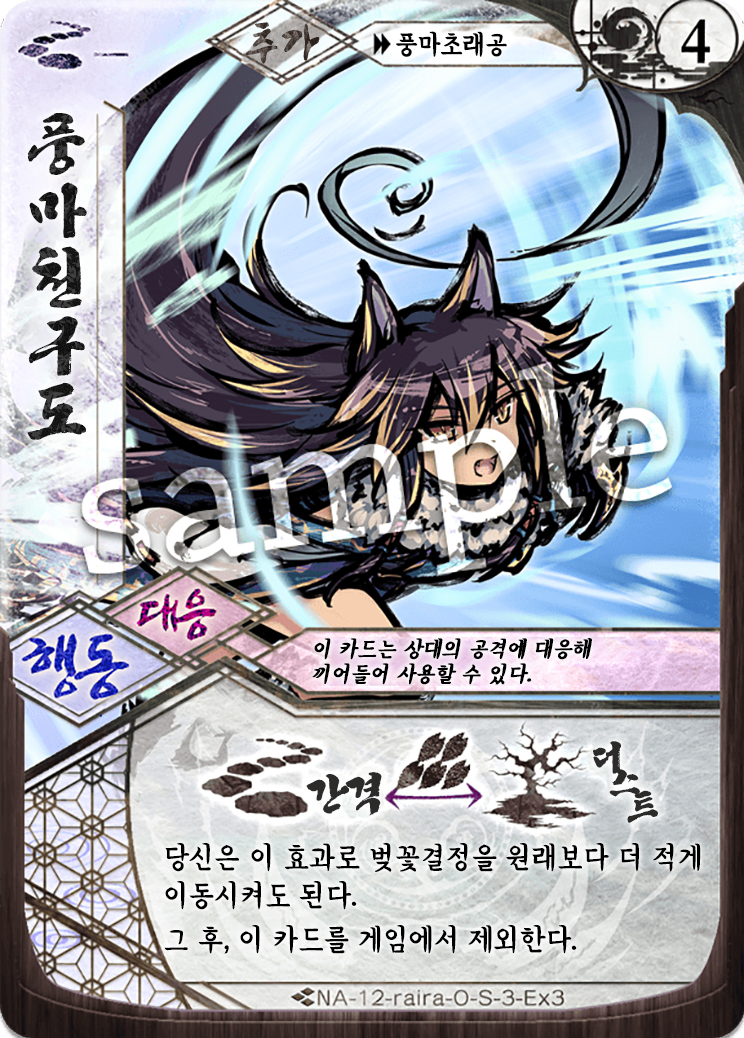 추가
▶▶풍마초래공
4
풍마천구도
sample
대응
행동
이 카드는 상대의 공격에 대응해
끼어들어 사용할 수 있다.
간격
더스트
당신은 이 효과로 벚꽃결정을 원래보다 더 적게
이동시켜도 된다.
그 후, 이 카드를 게임에서 제외한다.
NA-12-raira-O-S-3-Ex3